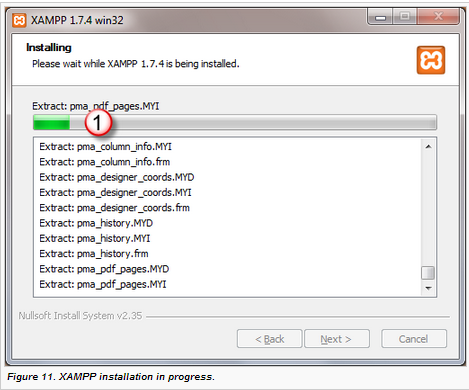 XAMPP 1.7.4 win32
Installing
Please wait while XAMPP 1.7.4 is being installed.
Extract: pma_pdf_pages.MYI
1
Extract: pma_column_info.MYI
Extract: pma_column_info.frm
Extract: pma_designer_coords.MYD
Extract: pma_designer_coords.MYI
Extract: pma_designer_coords.frm
Extract: pma_history.MYD
Extract: pma_history.MYI
Extract: pma_history.frm
Extract: pma_pdf_pages.MYD
Extract: pma_pdf_pages.MYI
Nullsoft Install System v2.35
< Back Next > Cancel
Figure 11. XAMPP installation in progress.